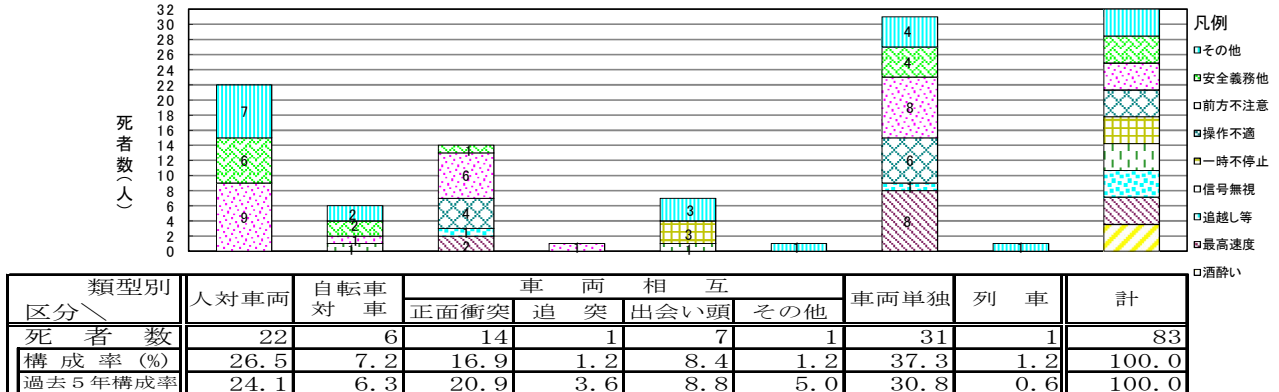 死者数(人)
32
30
28
26
24
22
20
18
16
14
12
10
8
6
4
2
0
7
6
9
2
2
1
1
1
6
4
1
2
1
3
3
1
1
4
4
8
6
1
8
1
凡例
その他
安全義務他
前方不注意
操作不適
一時不停止
信号無視
追越し等
最高速度
酒酔い
類型別 区分＼ 人対車両 自転車対車 車両相互 車両単独 列車 計
正面衝突 追突 出会い頭 その他
死者数 22 6 14 1 7 1 31 1 83
構成率(%) 26.5 7.2 16.9 1.2 8.4 1.2 37.3 1.2 100.0
過去5年構成率 24.1 6.3 20.9 3.6 8.8 5.0 30.8 0.6 100.0